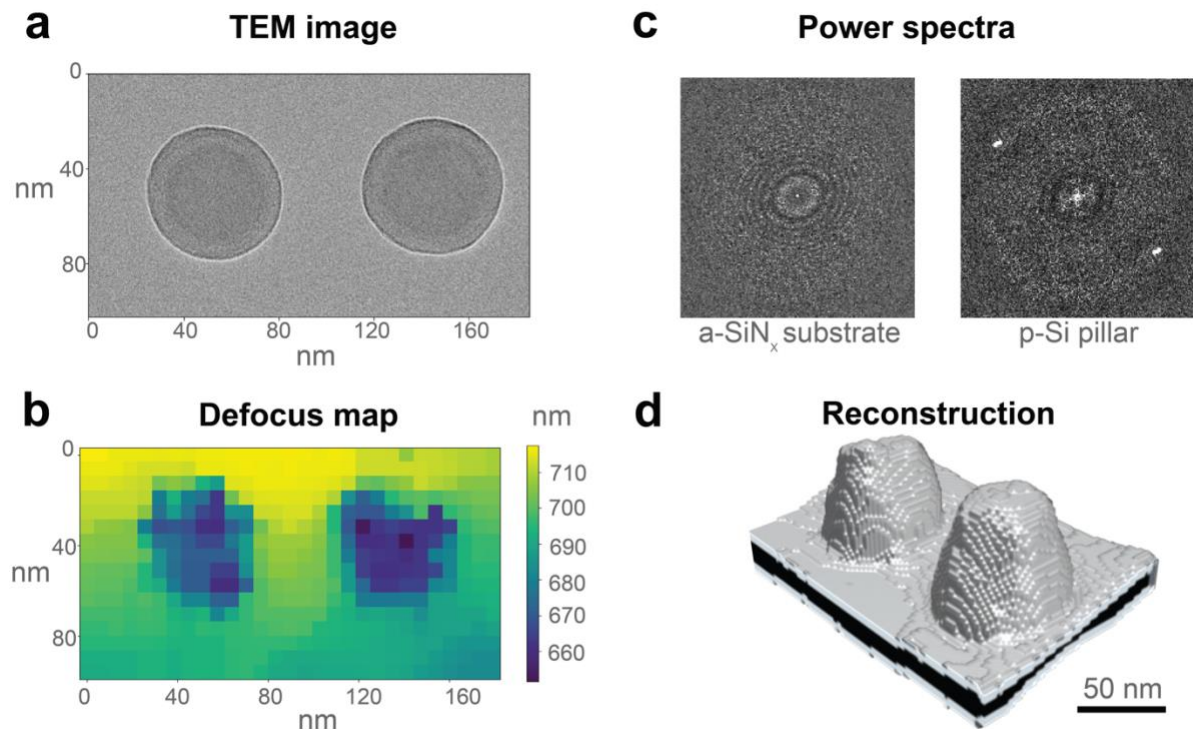 a
TEM image
0
40
nm
80
0
40
80
120
160
nm
b
Defocus map
nm
0
40
nm
80
0
40
80
120
160
nm
710
700
690
680
670
660
c
Power spectra
a-SiNx substrate
p-Si pillar
d
Reconstruction
50 nm